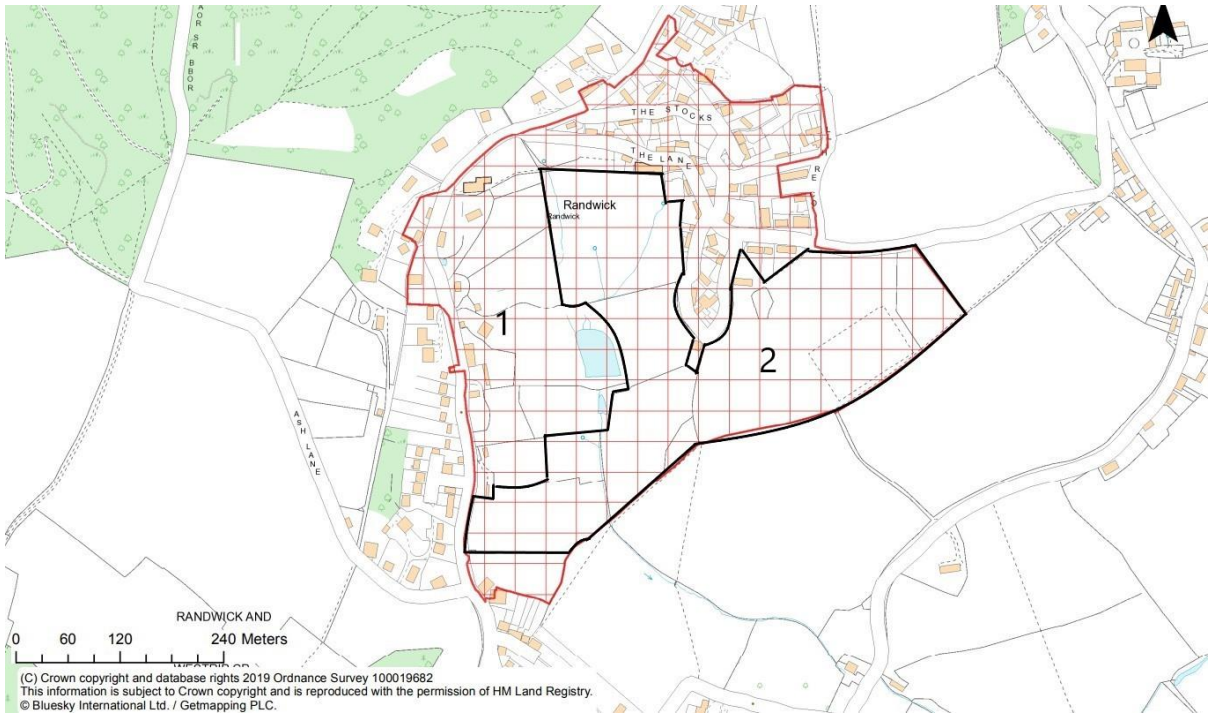 THE STOCKS
THE LANE
Randwick
Randwick
1
2
ASH LANE
RANDWICK AND
0 60 120 240 Meters
(C) Crown copyright and database rights 2019 Ordnance Survey 100019682
This information is subject to Crown copyright and is reproduced with the permission of HM Land Registry.
© Bluesky International Ltd. / Getmapping PLC.